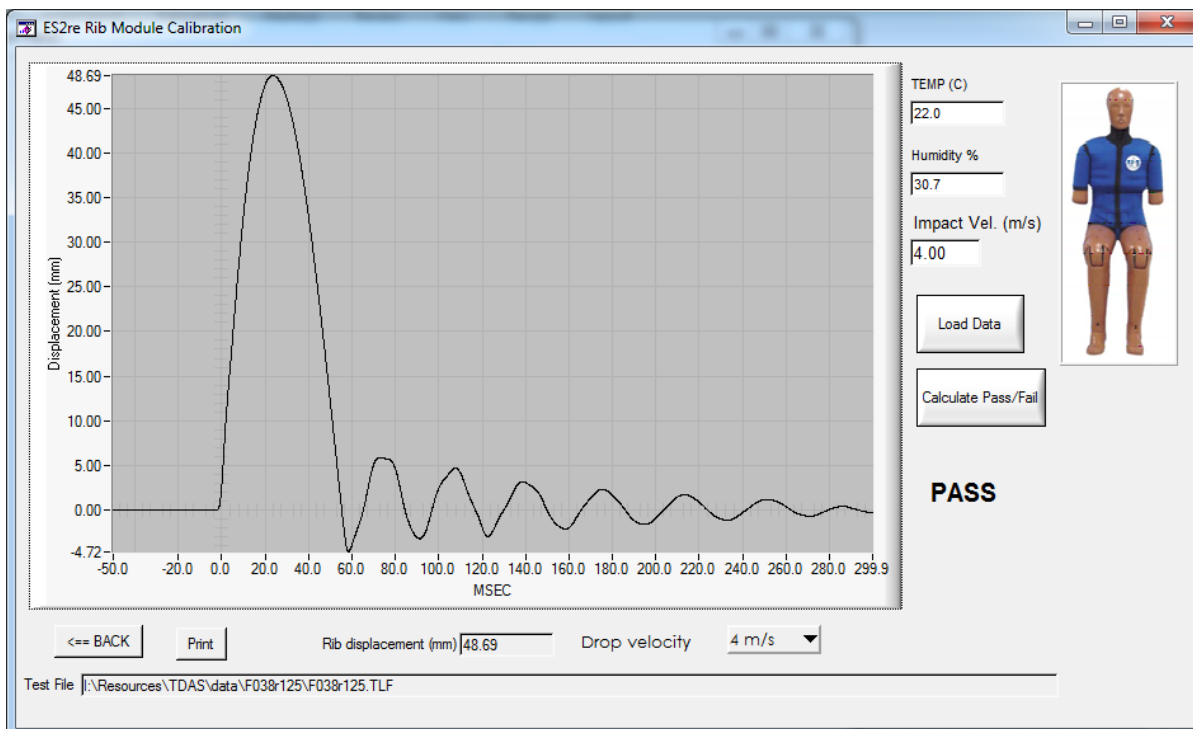 ES2re Rib Module Calibration
48.69
45.00
40.00
35.00
30.00
25.00
20.00
15.00
10.00
5.00
0.00
-4.72
Displacement (mm)
-50.0 -20.0 0.0 20.0 40.0 60.0 80.0 100.0 120.0 140.0 160.0 180.0 200.0 220.0 240.0 260.0 280.0 299.9
MSEC
TEMP (C)
22.0
Humidity %
30.7
Impact Vel. (m/s)
4.00
Load Data
Calculate Pass/Fail
PASS
<== BACK Print Rib displacement (mm) 48.69 Drop velocity 4 m/s
Test File I:\Resources\TDAS\data\F038r125\F038r125.TLF